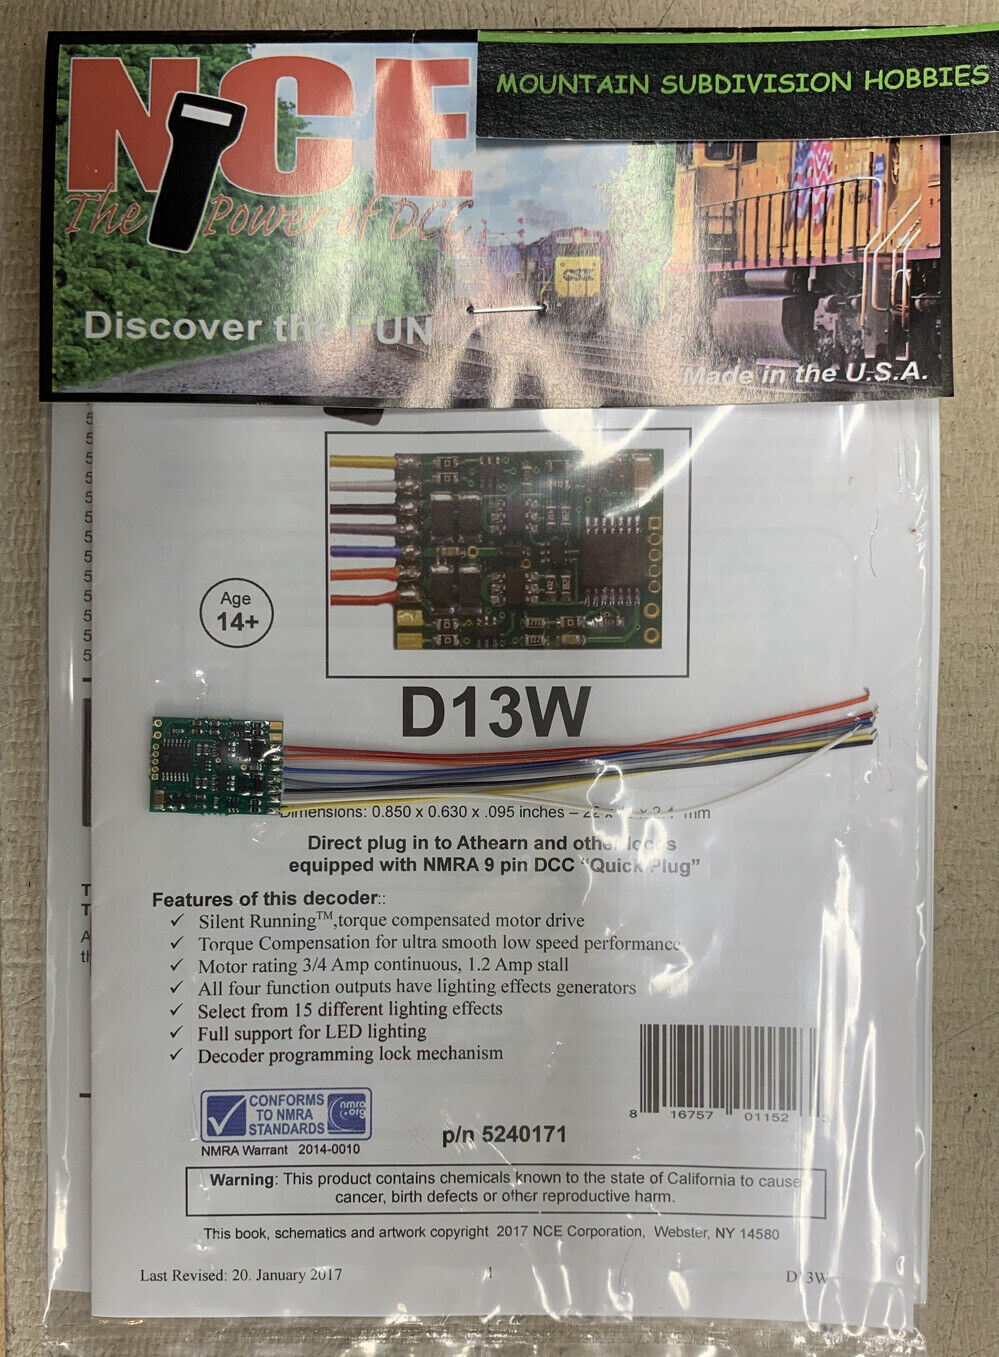 NCE
MOUNTAIN SUBDIVISION HOBBIES
The Power of DCC
CSX
Discover the FUN
Made in the U.S.A.
Age
14+
D13W
Dimensions: 0.850 x 0.630 x .095 inches – 22 x mm
Direct plug in to Athearn and other locos
equipped with NMRA 9 pin DCC “Quick Plug”
Features of this decoder::
✓ Silent Running™,torque compensated motor drive
✓ Torque Compensation for ultra smooth low speed performance
✓ Motor rating 3/4 Amp continuous, 1.2 Amp stall
✓ All four function outputs have lighting effects generators
✓ Select from 15 different lighting effects
✓ Full support for LED lighting
✓ Decoder programming lock mechanism
8 16757 01152 3
CONFORMS
TO NMRA
STANDARDS
nmra
.org
NMRA Warrant 2014-0010
p/n 5240171
Warning: This product contains chemicals known to the state of California to cause
cancer, birth defects or other reproductive harm.
This book, schematics and artwork copyright 2017 NCE Corporation, Webster, NY 14580
Last Revised: 20. January 2017
1
D13W